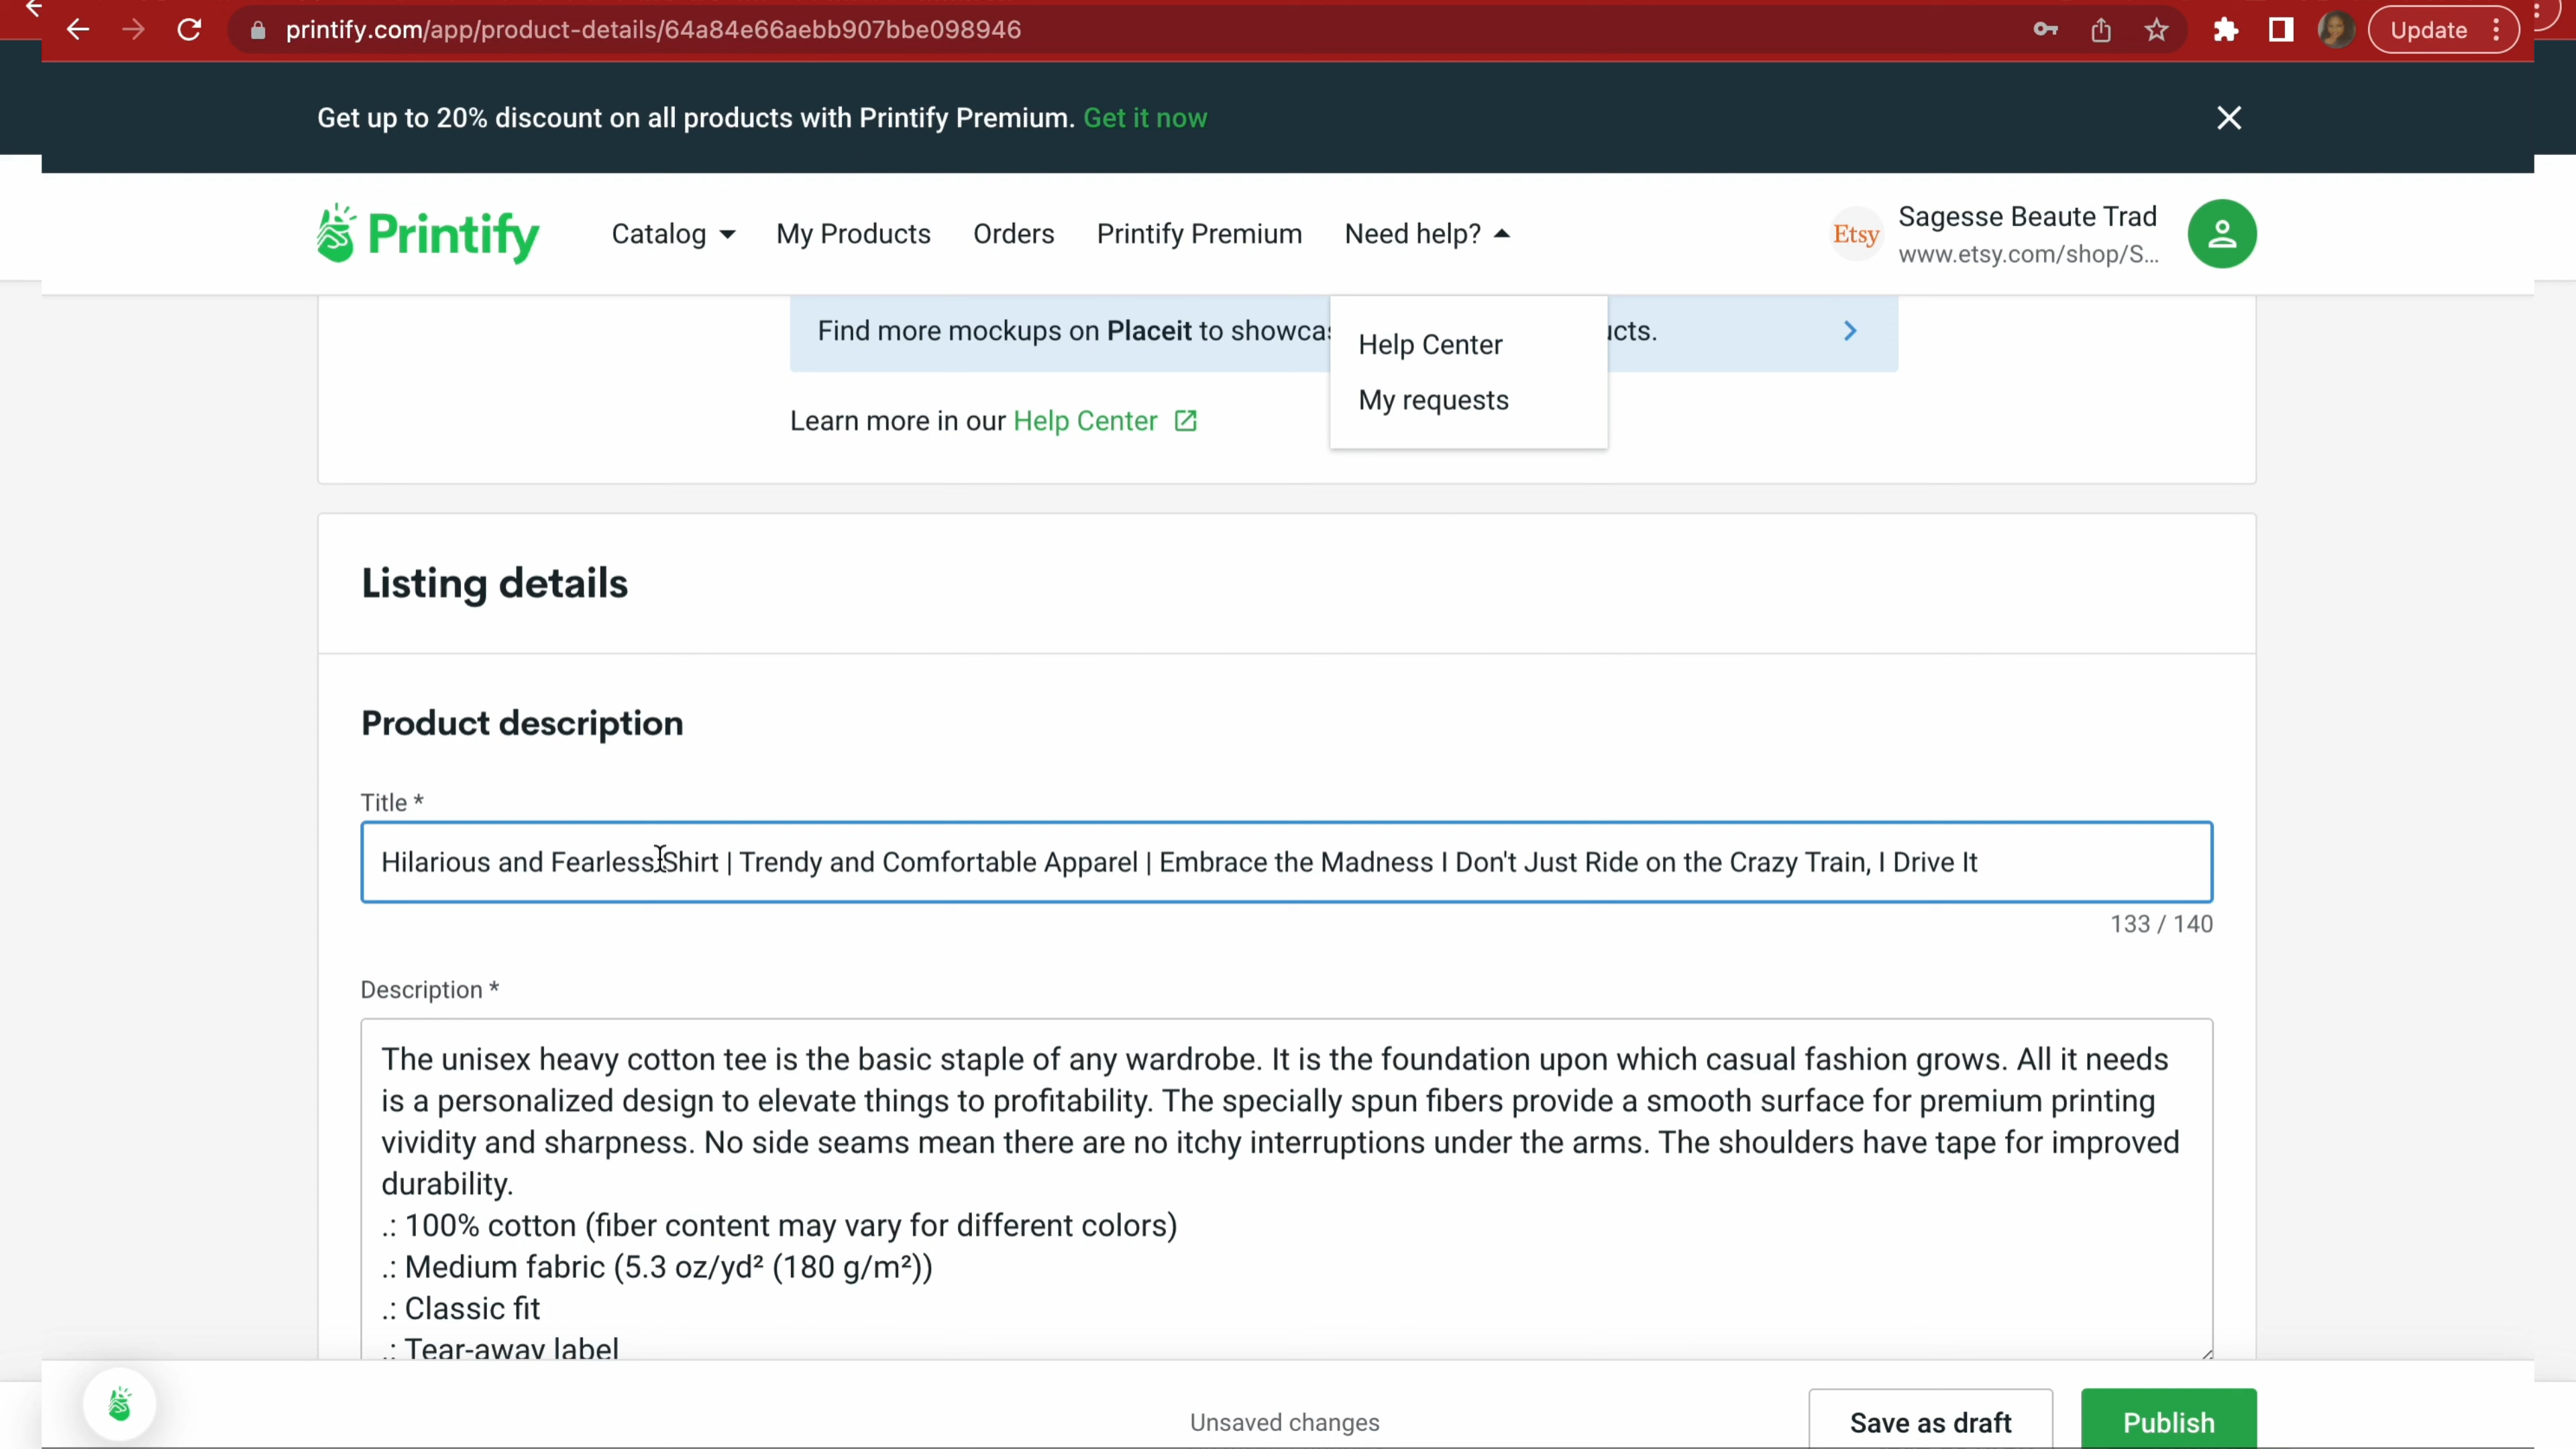 printify.com/app/product-details/64a84e66aebb907bbe098946
Update
Get up to 20% discount on all products with Printify Premium. Get it now
Printify
Catalog
My Products
Orders
Printify Premium
Need help?
Etsy
Sagesse Beaute Trad
www.etsy.com/shop/S...
Find more mockups on Placeit to showca
ucts.
Help Center
My requests
Learn more in our Help Center
Listing details
Product description
Title *
Hilarious and Fearless Shirt | Trendy and Comfortable Apparel | Embrace the Madness I Don't Just Ride on the Crazy Train, I Drive It
133 / 140
Description *
The unisex heavy cotton tee is the basic staple of any wardrobe. It is the foundation upon which casual fashion grows. All it needs
is a personalized design to elevate things to profitability. The specially spun fibers provide a smooth surface for premium printing
vividity and sharpness. No side seams mean there are no itchy interruptions under the arms. The shoulders have tape for improved
durability.
.: 100% cotton (fiber content may vary for different colors)
.: Medium fabric (5.3 oz/yd² (180 g/m²))
.: Classic fit
.: Tear-away label
Unsaved changes
Save as draft
Publish